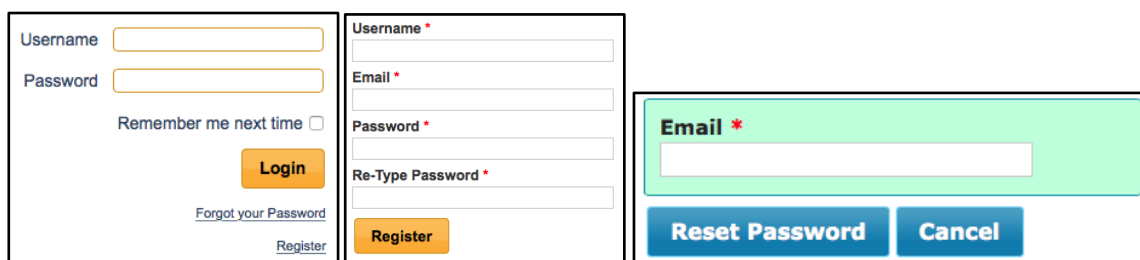 Username
Password
Remember me next time
Login
Forgot your Password
Register
Username *
Email *
Password *
Re-Type Password *
Register
Email *
Reset Password Cancel